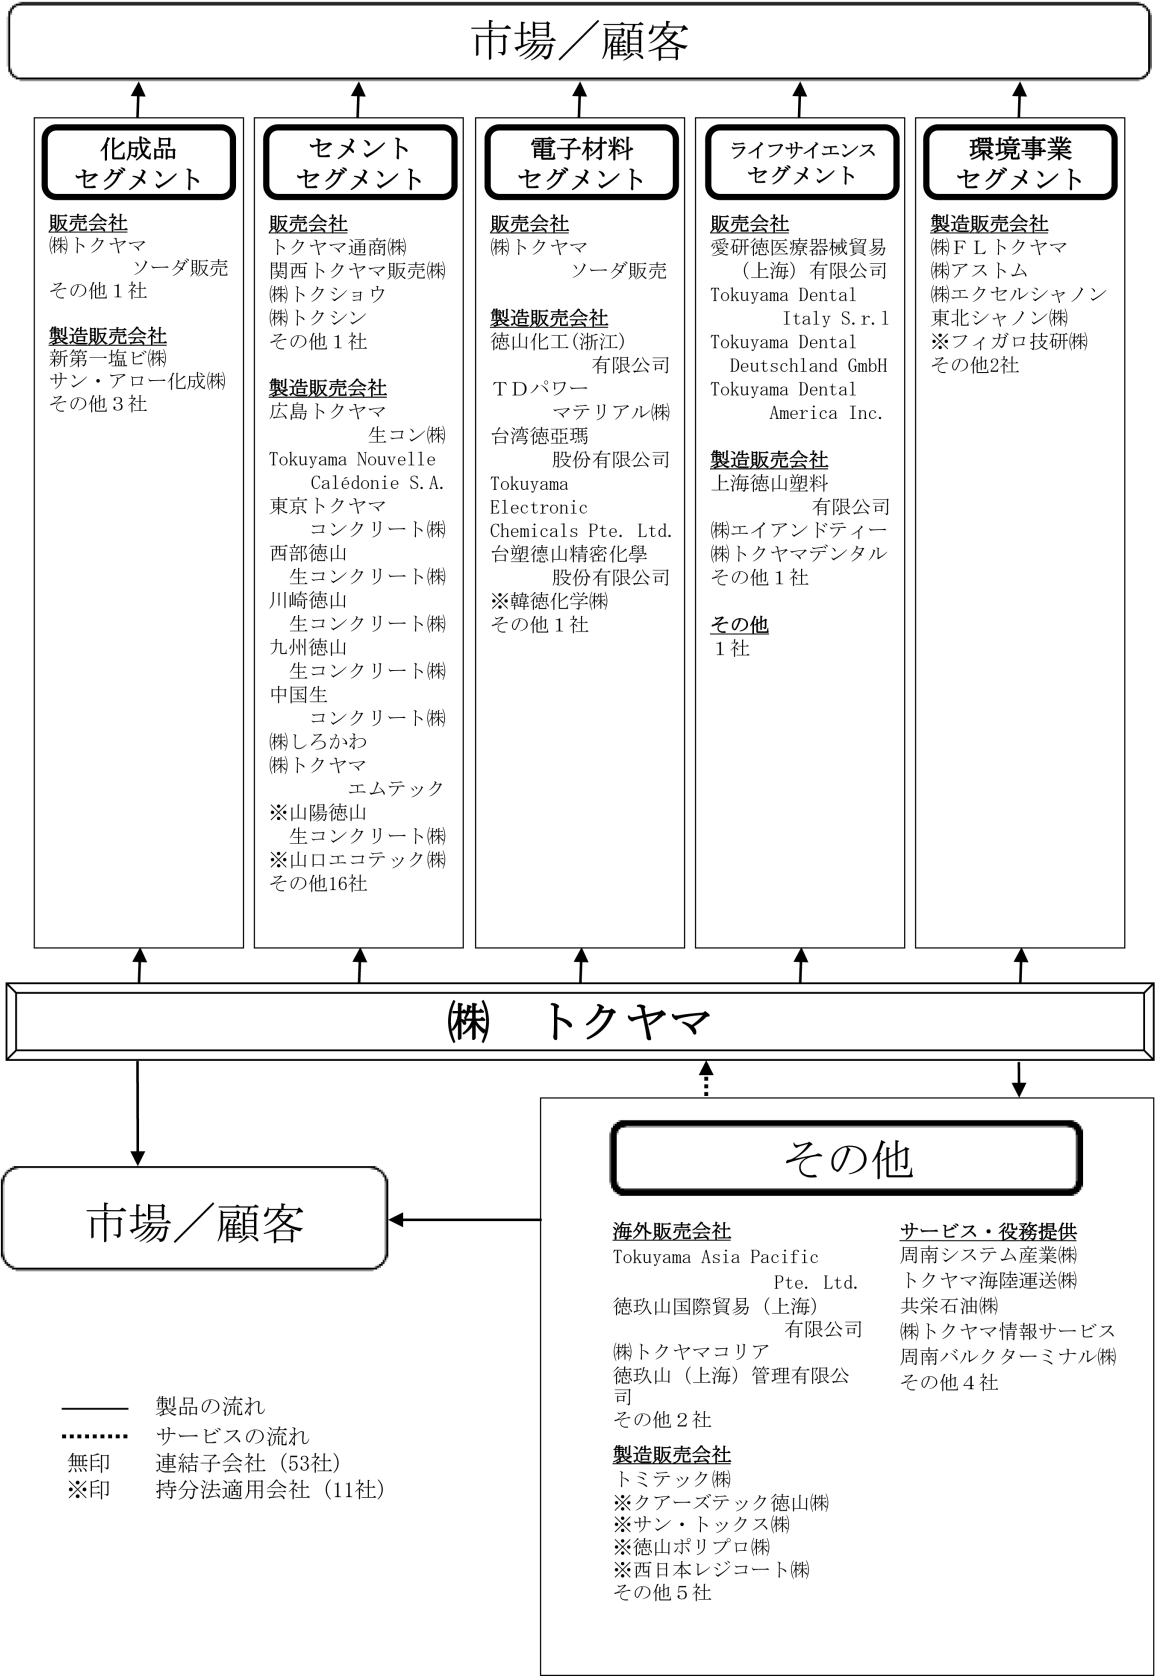 市場／顧客
化成品
セグメント
販売会社
㈱トクヤマ
ソーダ販売
その他１社
製造販売会社
新第一塩ビ㈱
サン・アロー化成㈱
その他３社
セメント
セグメント
販売会社
トクヤマ通商㈱
関西トクヤマ販売㈱
㈱トクショウ
㈱トクシン
その他１社
製造販売会社
広島トクヤマ
生コン㈱
Tokuyama Nouvelle
Calédonie S.A.
東京トクヤマ
コンクリート㈱
西部徳山
生コンクリート㈱
川崎徳山
生コンクリート㈱
九州徳山
生コンクリート㈱
中国生
コンクリート㈱
㈱しろかわ
㈱トクヤマ
エムテック
※山陽徳山
生コンクリート㈱
※山口エコテック㈱
その他16社
電子材料
セグメント
販売会社
㈱トクヤマ
ソーダ販売
製造販売会社
徳山化工(浙江)
有限公司
ＴＤパワー
マテリアル㈱
台湾徳亞瑪
股份有限公司
Tokuyama
Electronic
Chemicals Pte. Ltd.
台塑德山精密化學
股份有限公司
※韓徳化学㈱
その他１社
ライフサイエンス
セグメント
販売会社
愛研徳医療器械貿易
（上海）有限公司
Tokuyama Dental
Italy S.r.l
Tokuyama Dental
Deutschland GmbH
Tokuyama Dental
America Inc.
製造販売会社
上海徳山塑料
有限公司
㈱エイアンドティー
㈱トクヤマデンタル
その他１社
その他
１社
環境事業
セグメント
製造販売会社
㈱ＦＬトクヤマ
㈱アストム
㈱エクセルシャノン
東北シャノン㈱
※フィガロ技研㈱
その他2社
㈱　トクヤマ
市場／顧客
その他
海外販売会社
Tokuyama Asia Pacific
Pte. Ltd.
徳玖山国際貿易（上海）
有限公司
㈱トクヤマコリア
徳玖山（上海）管理有限公
司
その他２社
製造販売会社
トミテック㈱
※クアーズテック徳山㈱
※サン・トックス㈱
※徳山ポリプロ㈱
※西日本レジコート㈱
その他５社
サービス・役務提供
周南システム産業㈱
トクヤマ海陸運送㈱
共栄石油㈱
㈱トクヤマ情報サービス
周南バルクターミナル㈱
その他４社
製品の流れ
サービスの流れ
無印　連結子会社（53社）
※印　持分法適用会社（11社）